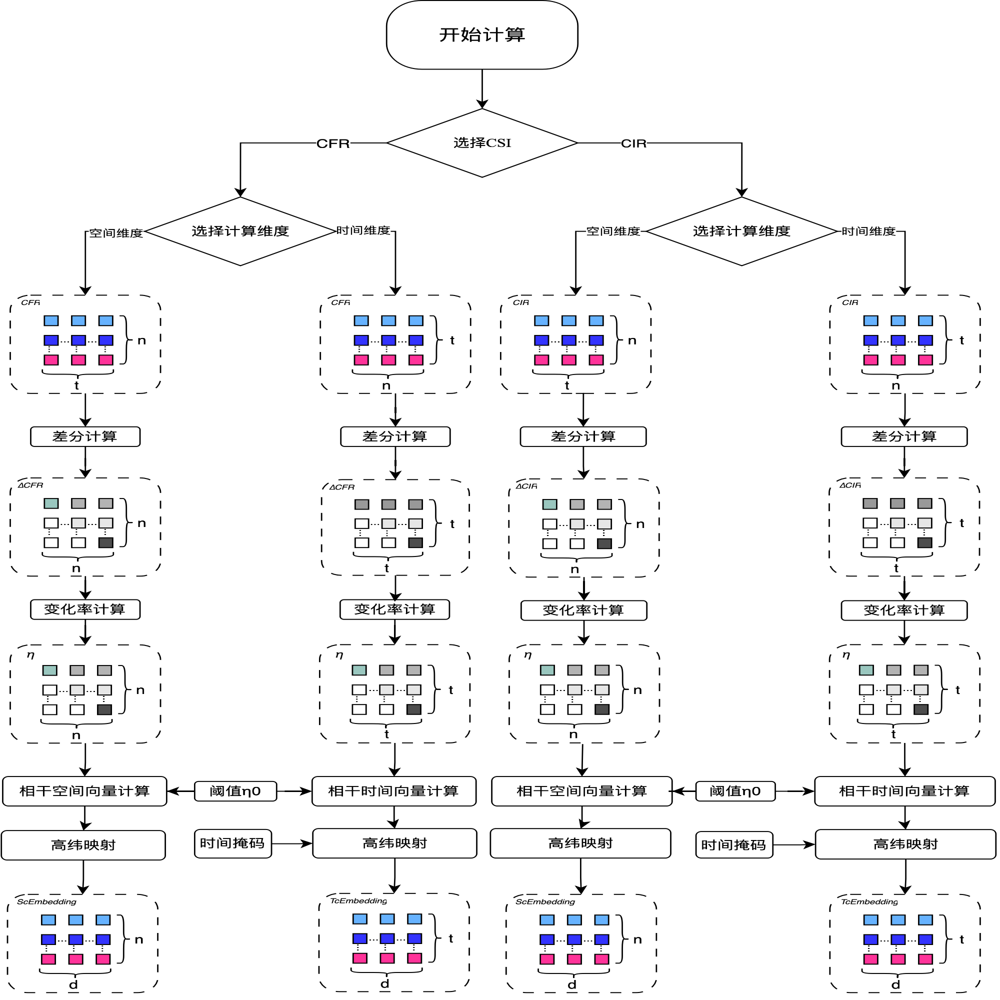 开始计算
选择CSI
CFR
CIR
选择计算维度
空间维度
时间维度
选择计算维度
空间维度
时间维度
CFR
n
t
CFR
t
n
CIR
n
t
CIR
t
n
差分计算
差分计算
差分计算
差分计算
ΔCFR
n
n
ΔCFR
t
t
ΔCIR
n
n
ΔCIR
t
t
变化率计算
变化率计算
变化率计算
变化率计算
η
n
n
η
t
t
η
n
n
η
t
t
相干空间向量计算
阈值η0
相干时间向量计算
相干空间向量计算
阈值η0
相干时间向量计算
高纬映射
时间掩码
高纬映射
高纬映射
时间掩码
高纬映射
ScEmbedding
n
d
TcEmbedding
t
d
ScEmbedding
n
d
TcEmbedding
t
d